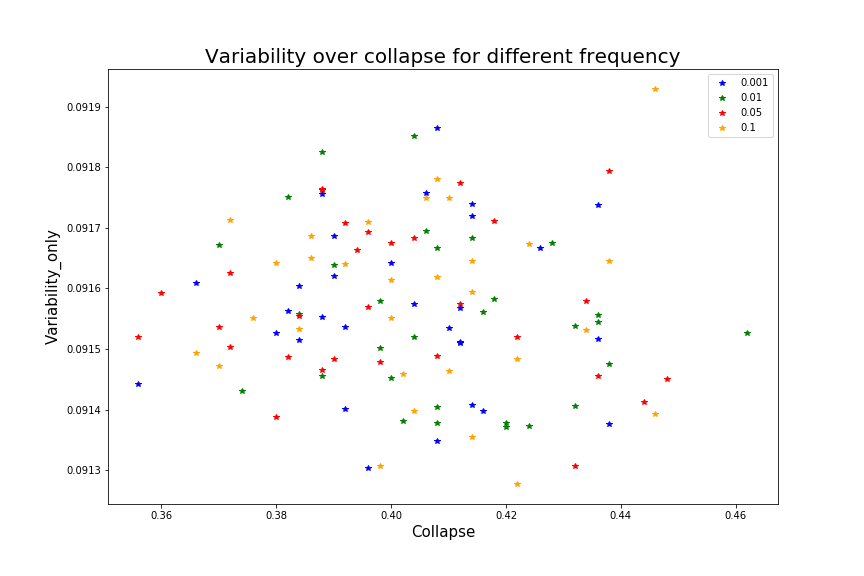 Variability over collapse for different frequency
0.001
0.01
0.05
0.1
0.0919
0.0918
0.0917
0.0916
0.0915
0.0914
0.0913
Variability_only
0.36 0.38 0.40 0.42 0.44 0.46
Collapse